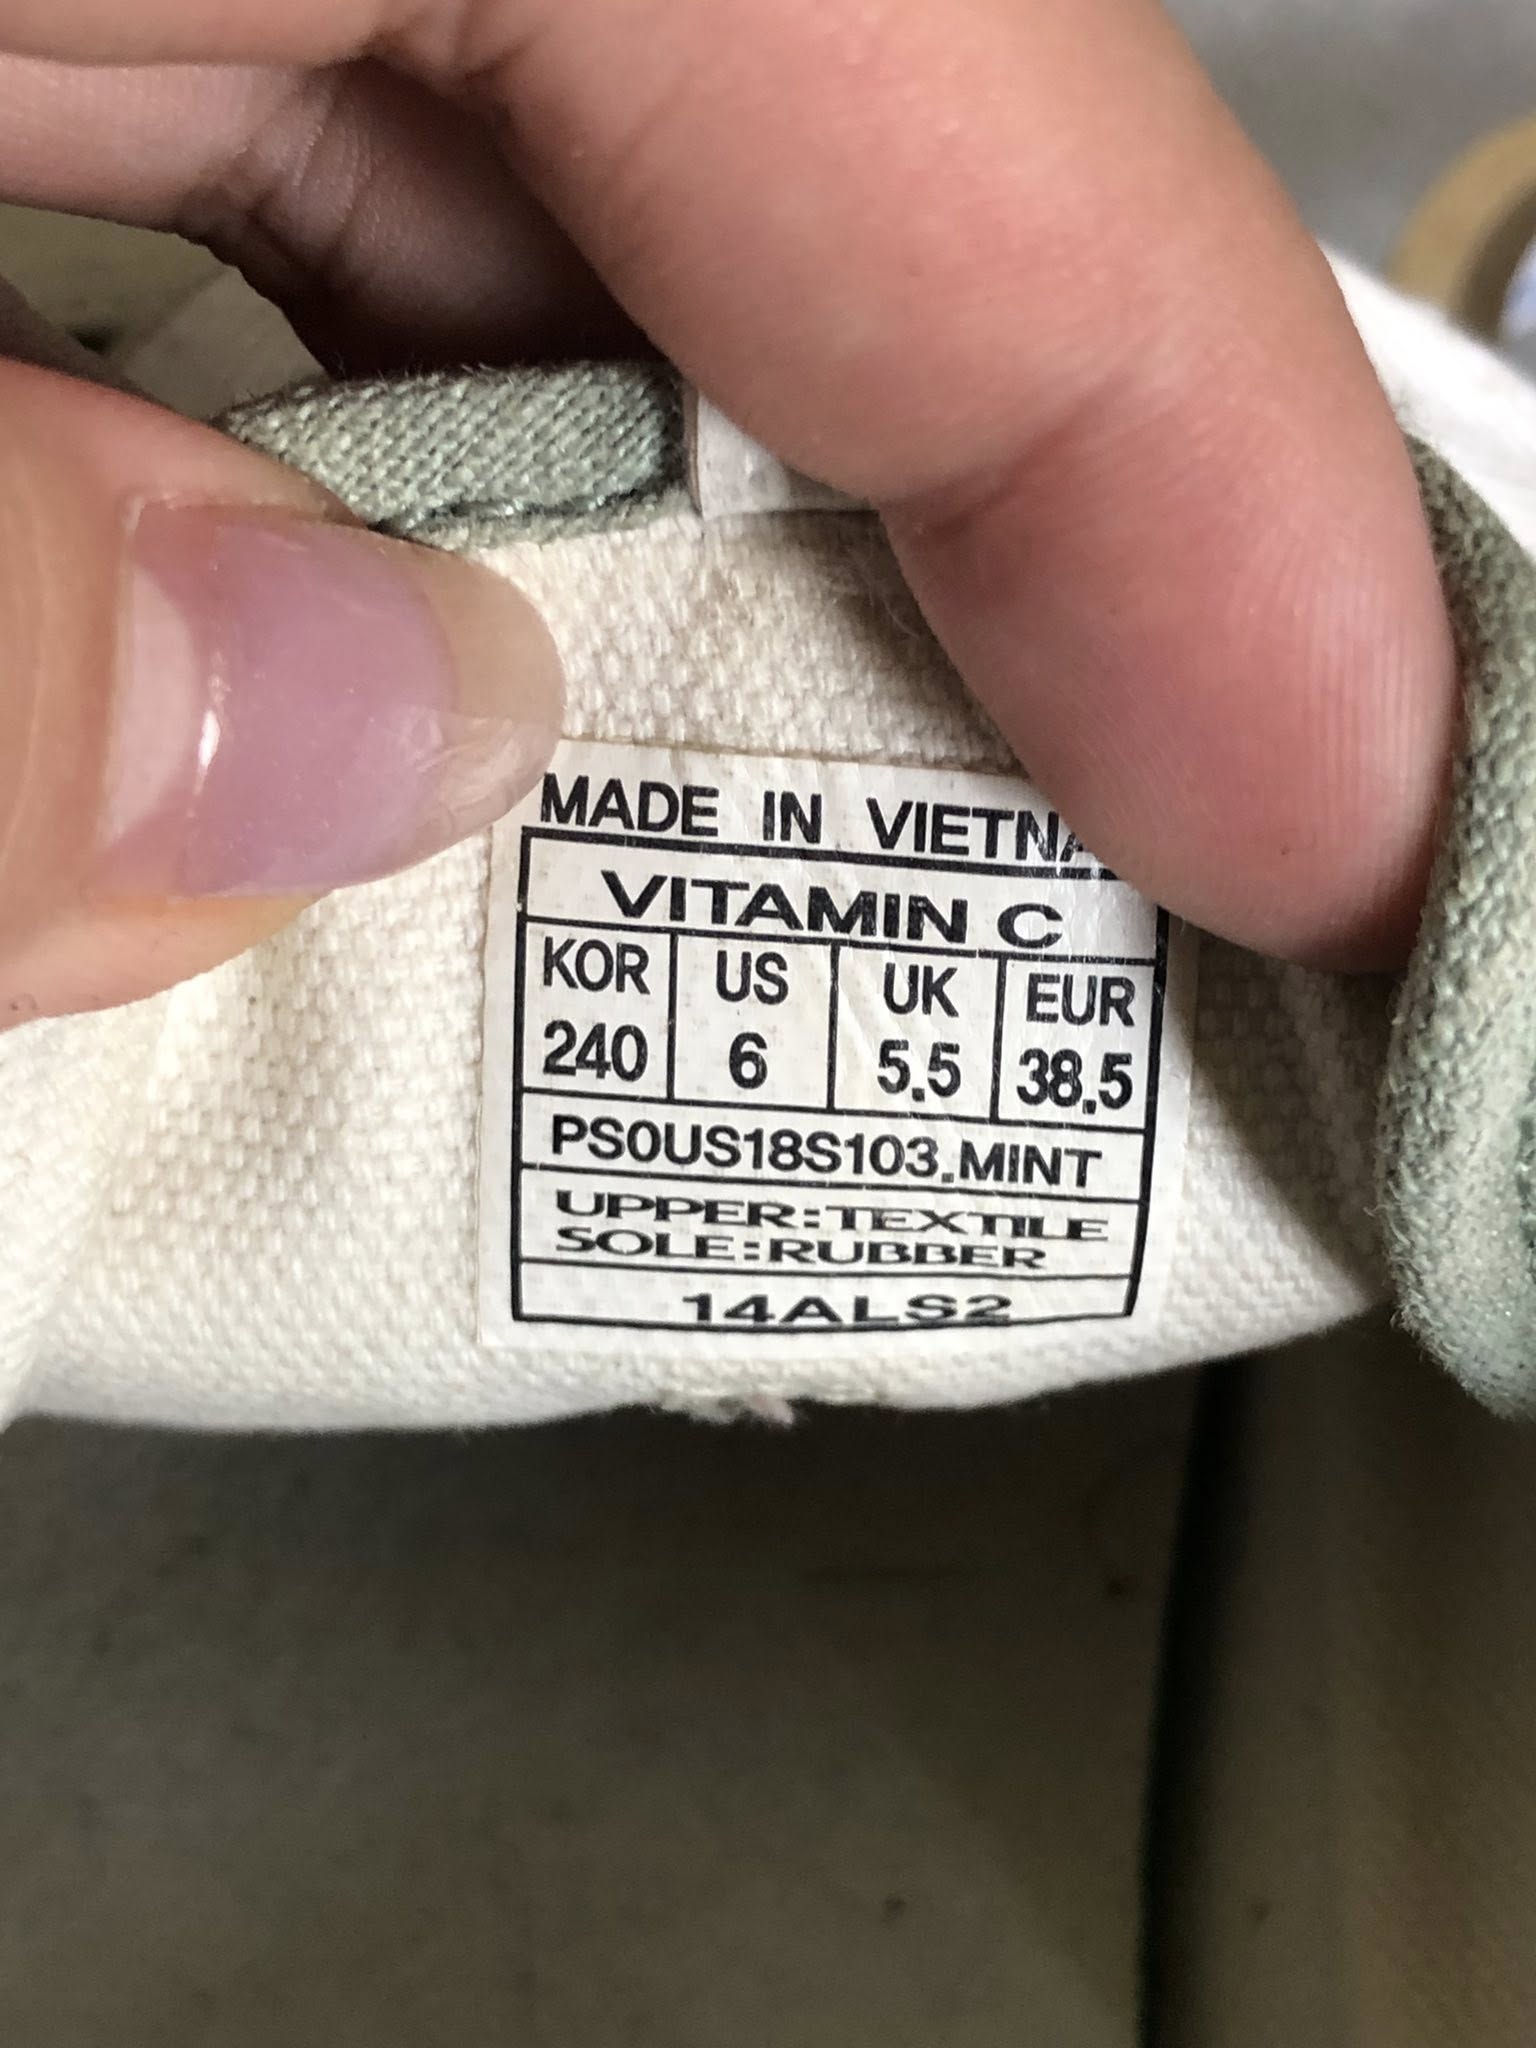 MADE IN VIETNA
VITAMIN C
KOR US UK EUR
240 6 5.5 38.5
PS0US18S103.MINT
UPPER:TEXTILE
SOLE:RUBBER
14ALS2